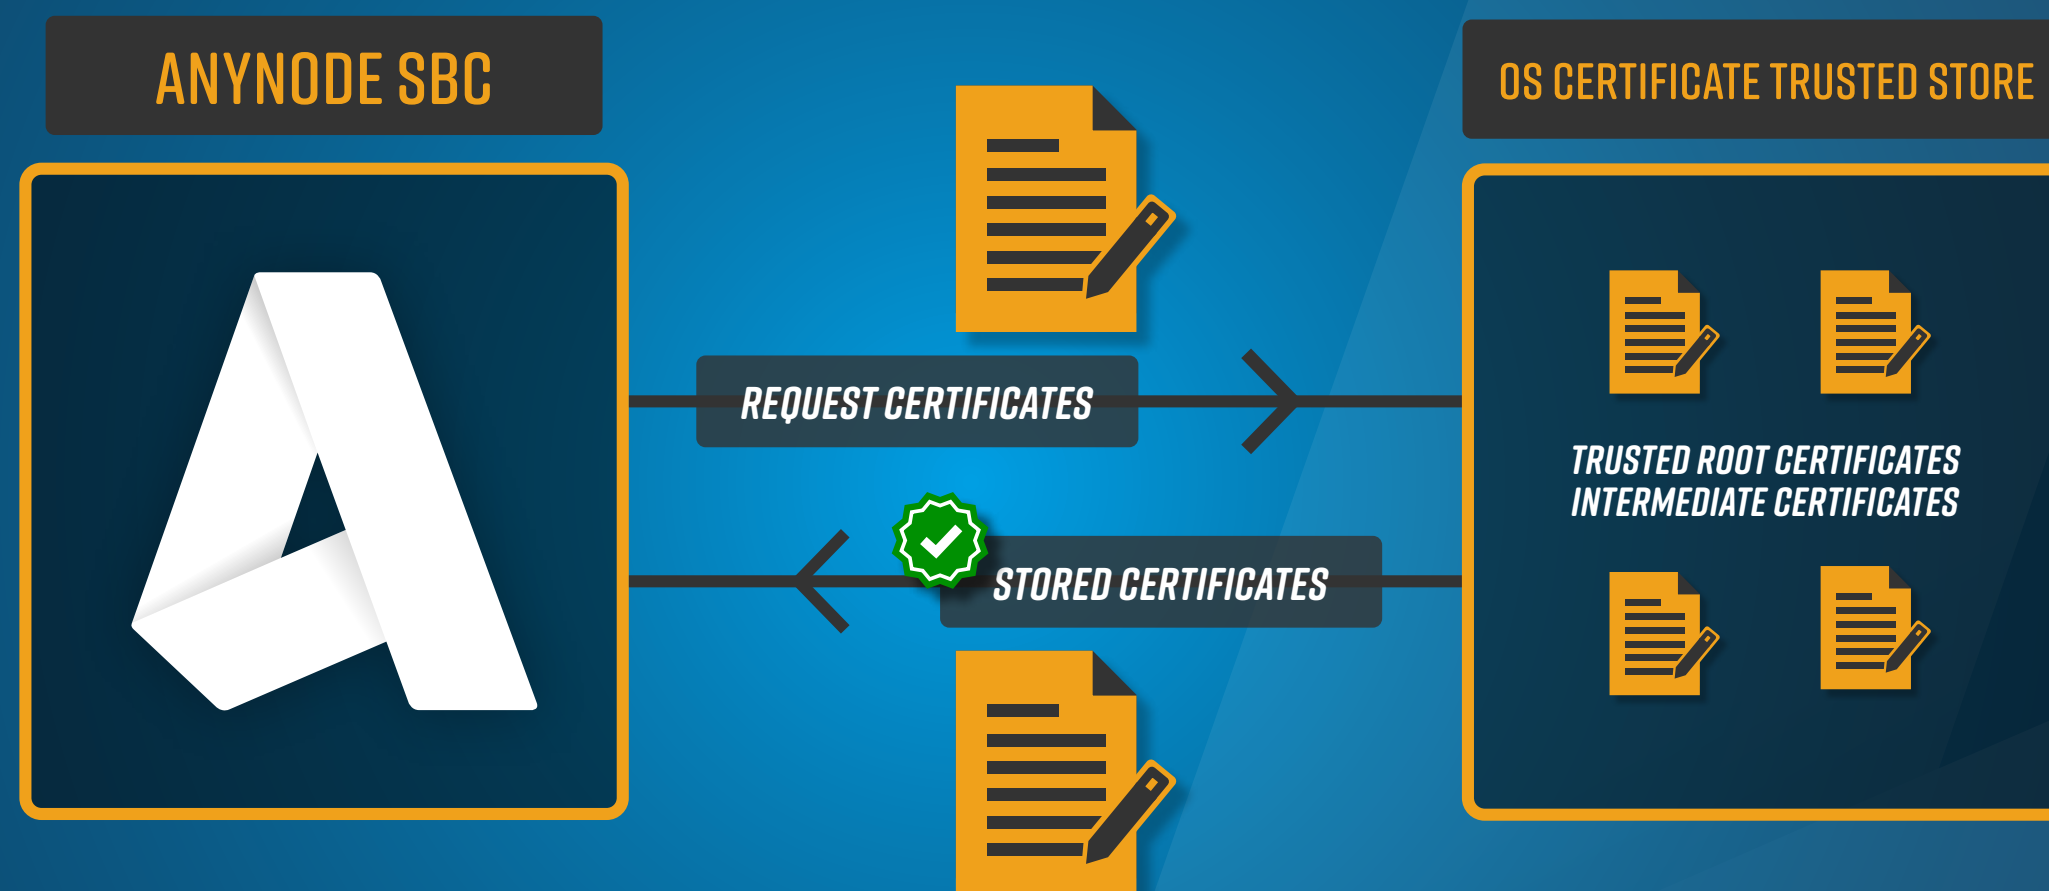 ANYNODE SBC
OS CERTIFICATE TRUSTED STORE
REQUEST CERTIFICATES
TRUSTED ROOT CERTIFICATES
INTERMEDIATE CERTIFICATES
STORED CERTIFICATES